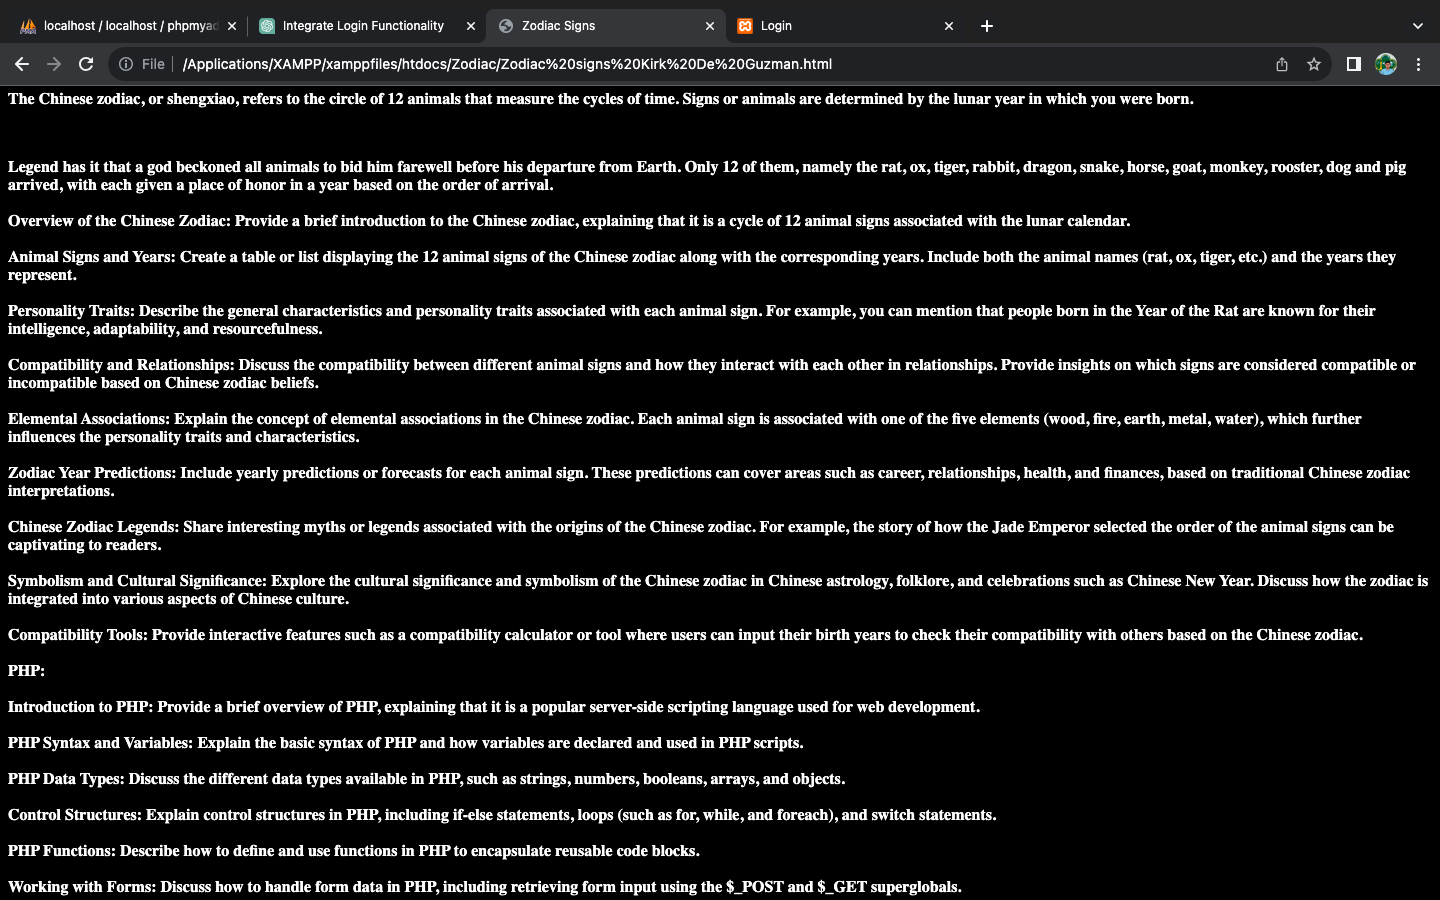 localhost / localhost / phpmyad
Integrate Login Functionality
Zodiac Signs
Login
File
/Applications/XAMPP/xamppfiles/htdocs/Zodiac/Zodiac%20signs%20Kirk%20De%20Guzman.html
The Chinese zodiac, or shengxiao, refers to the circle of 12 animals that measure the cycles of time. Signs or animals are determined by the lunar year in which you were born.
Legend has it that a god beckoned all animals to bid him farewell before his departure from Earth. Only 12 of them, namely the rat, ox, tiger, rabbit, dragon, snake, horse, goat, monkey, rooster, dog and pig
arrived, with each given a place of honor in a year based on the order of arrival.
Overview of the Chinese Zodiac: Provide a brief introduction to the Chinese zodiac, explaining that it is a cycle of 12 animal signs associated with the lunar calendar.
Animal Signs and Years: Create a table or list displaying the 12 animal signs of the Chinese zodiac along with the corresponding years. Include both the animal names (rat, ox, tiger, etc.) and the years they
represent.
Personality Traits: Describe the general characteristics and personality traits associated with each animal sign. For example, you can mention that people born in the Year of the Rat are known for their
intelligence, adaptability, and resourcefulness.
Compatibility and Relationships: Discuss the compatibility between different animal signs and how they interact with each other in relationships. Provide insights on which signs are considered compatible or
incompatible based on Chinese zodiac beliefs.
Elemental Associations: Explain the concept of elemental associations in the Chinese zodiac. Each animal sign is associated with one of the five elements (wood, fire, earth, metal, water), which further
influences the personality traits and characteristics.
Zodiac Year Predictions: Include yearly predictions or forecasts for each animal sign. These predictions can cover areas such as career, relationships, health, and finances, based on traditional Chinese zodiac
interpretations.
Chinese Zodiac Legends: Share interesting myths or legends associated with the origins of the Chinese zodiac. For example, the story of how the Jade Emperor selected the order of the animal signs can be
captivating to readers.
Symbolism and Cultural Significance: Explore the cultural significance and symbolism of the Chinese zodiac in Chinese astrology, folklore, and celebrations such as Chinese New Year. Discuss how the zodiac is
integrated into various aspects of Chinese culture.
Compatibility Tools: Provide interactive features such as a compatibility calculator or tool where users can input their birth years to check their compatibility with others based on the Chinese zodiac.
PHP:
Introduction to PHP: Provide a brief overview of PHP, explaining that it is a popular server-side scripting language used for web development.
PHP Syntax and Variables: Explain the basic syntax of PHP and how variables are declared and used in PHP scripts.
PHP Data Types: Discuss the different data types available in PHP, such as strings, numbers, booleans, arrays, and objects.
Control Structures: Explain control structures in PHP, including if-else statements, loops (such as for, while, and foreach), and switch statements.
PHP Functions: Describe how to define and use functions in PHP to encapsulate reusable code blocks.
Working with Forms: Discuss how to handle form data in PHP, including retrieving form input using the $_POST and $_GET superglobals.